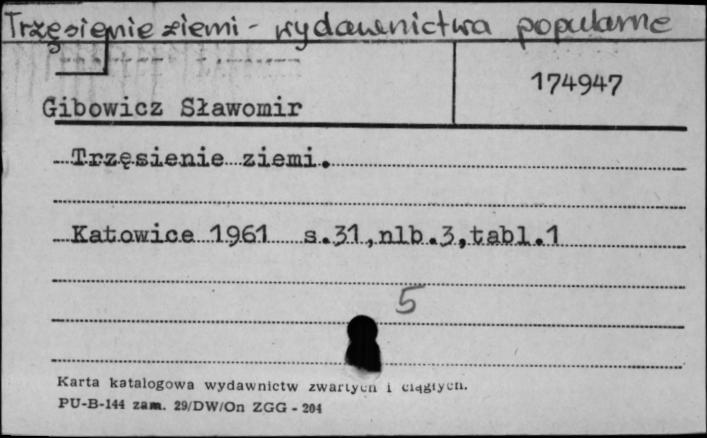 Trzęsienie ziemi - wydawnictwa popularne
174947
Gibowicz Sławomir
Trzęsienie ziemi.
Katowice 1961 s.31,nlb.3,tabl.1
5
Karta katalogowa wydawnictw zwartych i ciągłych.
PU-B-144 zam. 29/DW/On ZGG - 204